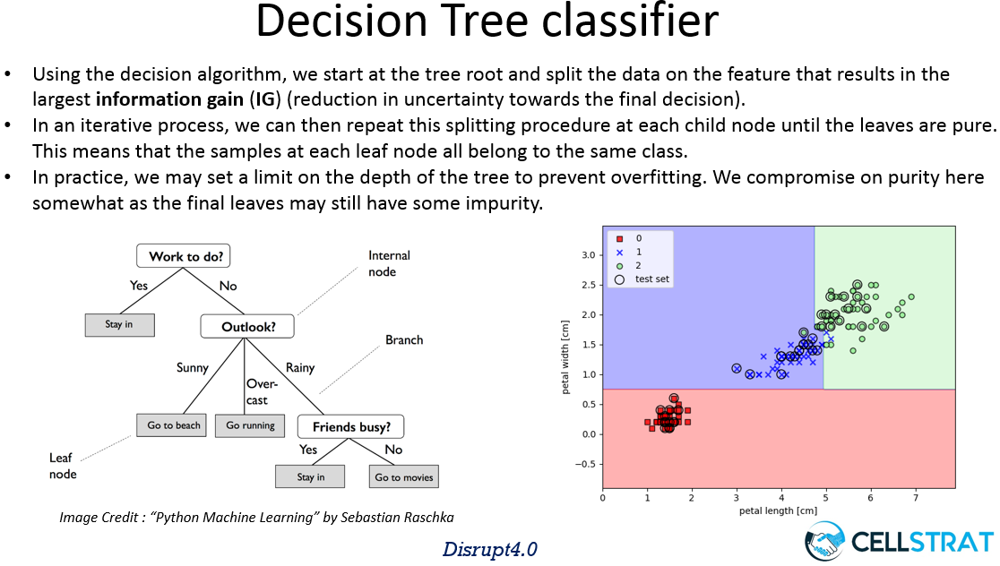 Decision Tree classifier
• Using the decision algorithm, we start at the tree root and split the data on the feature that results in the
largest information gain (IG) (reduction in uncertainty towards the final decision).
• In an iterative process, we can then repeat this splitting procedure at each child node until the leaves are pure.
This means that the samples at each leaf node all belong to the same class.
• In practice, we may set a limit on the depth of the tree to prevent overfitting. We compromise on purity here
somewhat as the final leaves may still have some impurity.
Work to do?
Internal
node
Yes
No
Stay in
Outlook?
Branch
Sunny
Over-
cast
Rainy
Go to beach
Go running
Friends busy?
Leaf
node
Yes
No
Stay in
Go to movies
Image Credit : “Python Machine Learning” by Sebastian Raschka
0
1
2
test set
petal width [cm]
3.0
2.5
2.0
1.5
1.0
0.5
0.0
−0.5
0 1 2 3 4 5 6 7
petal length [cm]
Disrupt4.0
CELLSTRAT